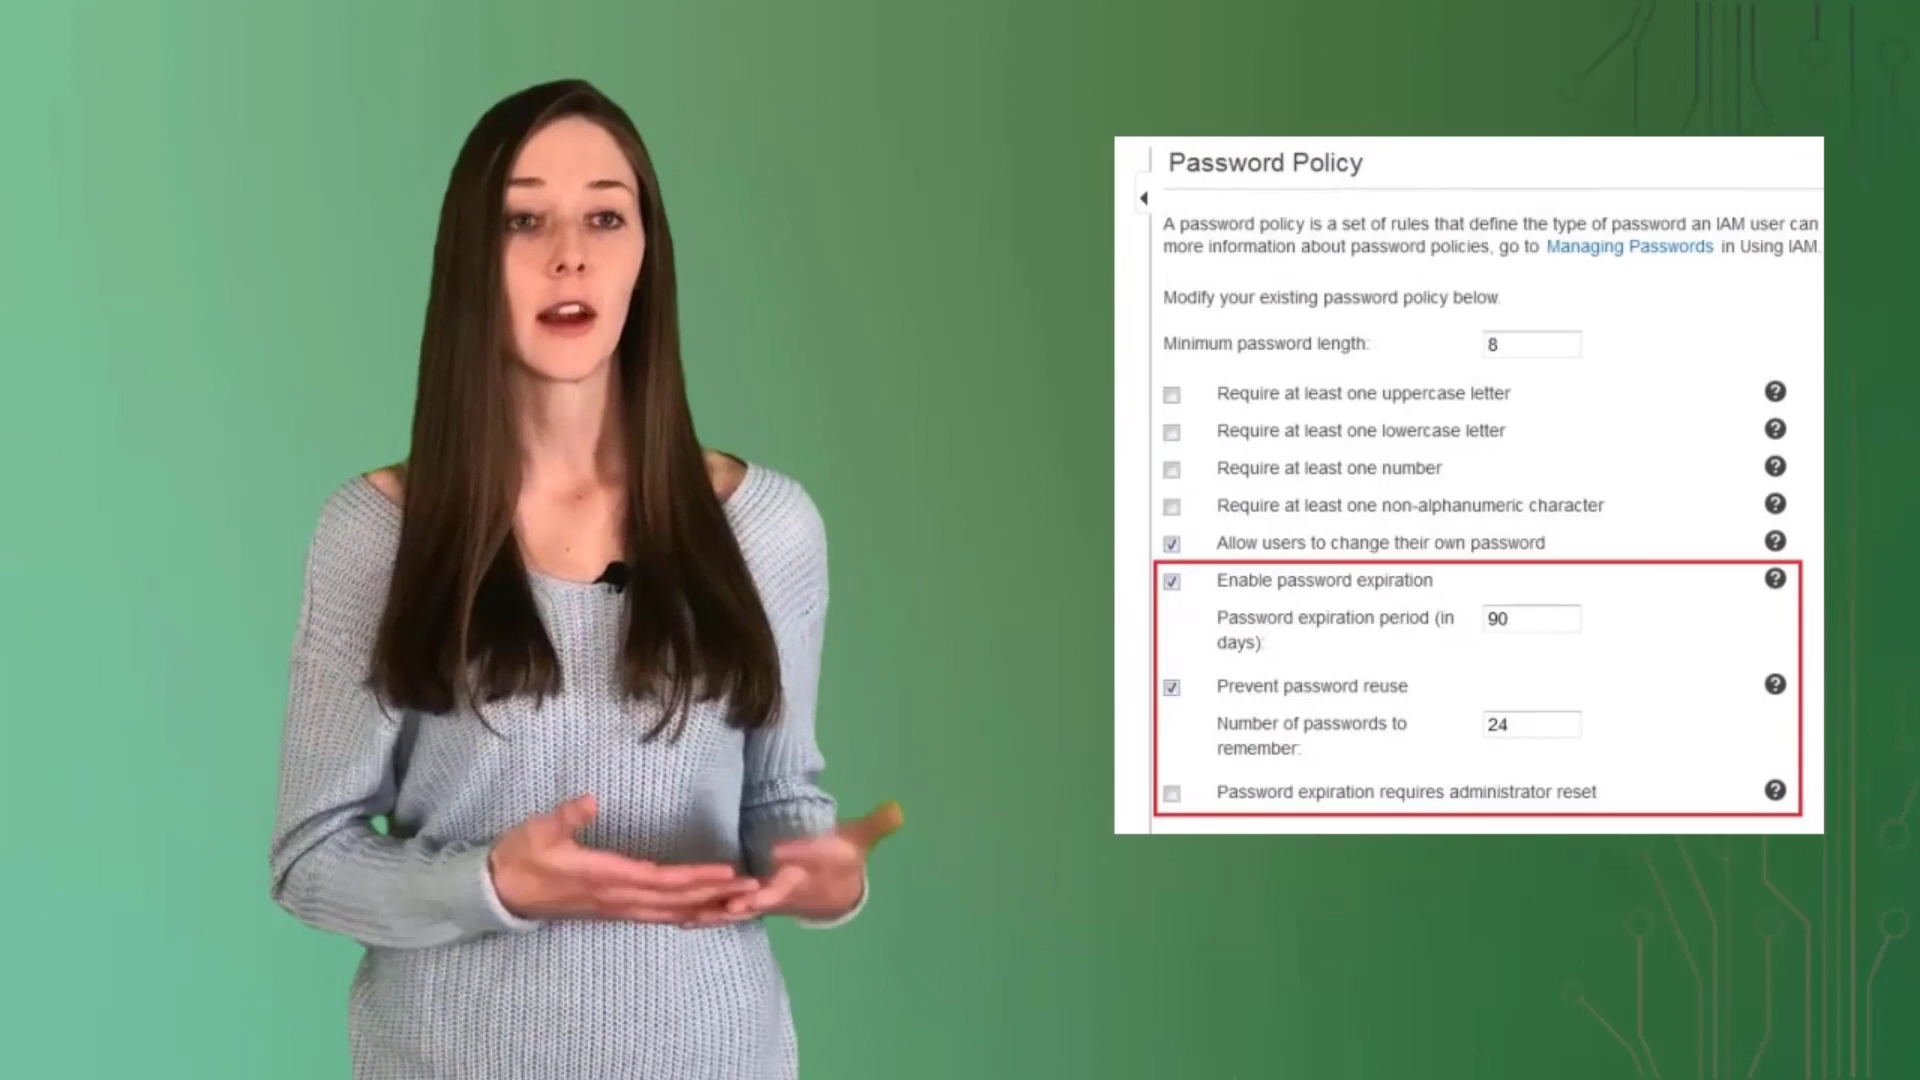 Password Policy
A password policy is a set of rules that define the type of password an IAM user can
more information about password policies, go to Managing Passwords in Using IAM.
Modify your existing password policy below.
Minimum password length: 8
Require at least one uppercase letter
Require at least one lowercase letter
Require at least one number
Require at least one non-alphanumeric character
Allow users to change their own password
Enable password expiration
Password expiration period (in
days): 90
Prevent password reuse
Number of passwords to
remember: 24
Password expiration requires administrator reset